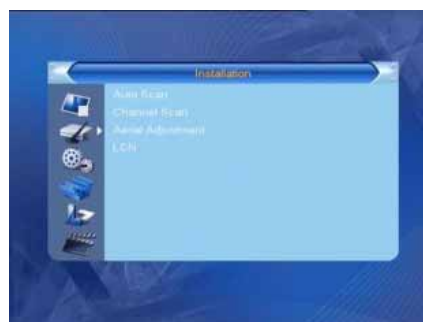 Installation
Auto Scan
Channel Scan
Aerial Adjustment
LCN